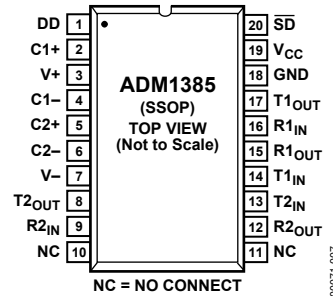 DD 1
C1+ 2
V+ 3
C1– 4
C2+ 5
C2– 6
V– 7
T2OUT 8
R2IN 9
NC 10
ADM1385
(SSOP)
TOP VIEW
(Not to Scale)
20 SD
19 VCC
18 GND
17 T1OUT
16 R1IN
15 R1OUT
14 T1IN
13 T2IN
12 R2OUT
11 NC
NC = NO CONNECT